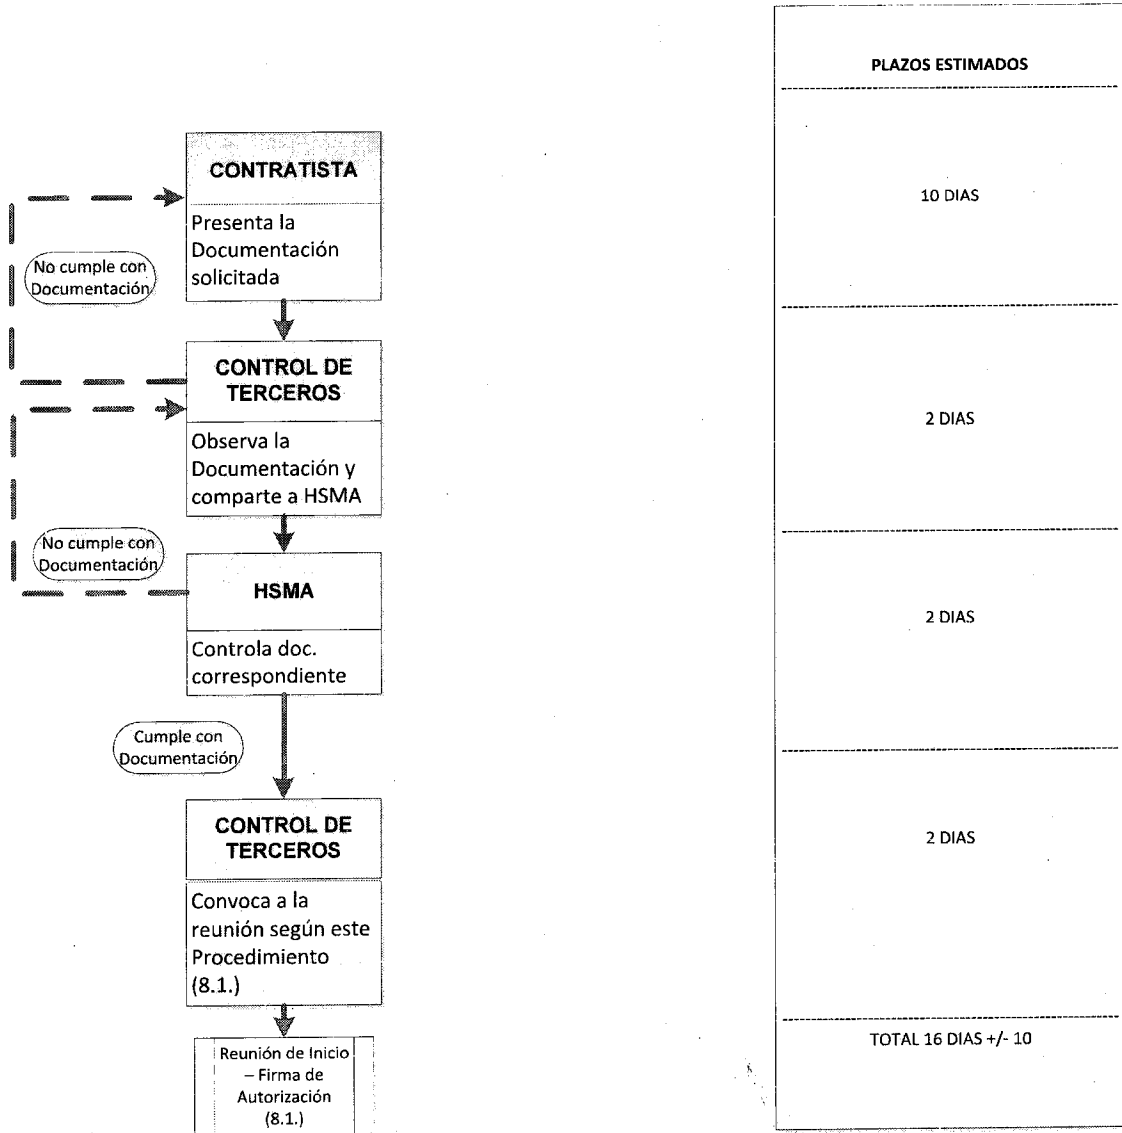 PLAZOS ESTIMADOS
CONTRATISTA
Presenta la
Documentación
solicitada
10 DIAS
No cumple con
Documentación
CONTROL DE
TERCEROS
Observa la
Documentación y
comparte a HSMA
2 DIAS
No cumple con
Documentación
HSMA
Controla doc.
correspondiente
2 DIAS
Cumple con
Documentación
CONTROL DE
TERCEROS
Convoca a la
reunión según este
Procedimiento
(8.1.)
2 DIAS
Reunión de Inicio
– Firma de
Autorización
(8.1.)
TOTAL 16 DIAS +/- 10